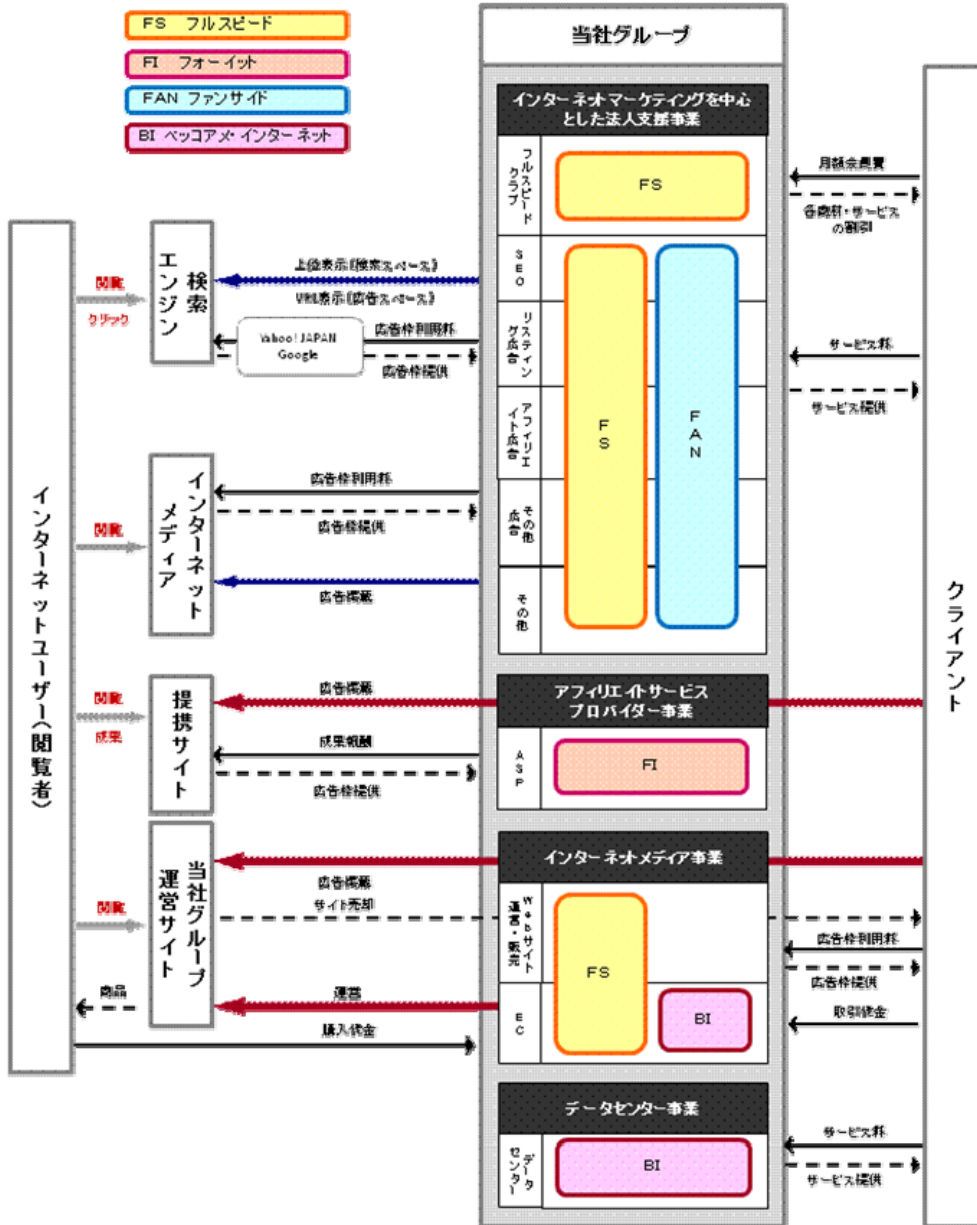 FS フルスピード
FI フォーイット
FAN ファンサイド
BI ベッコアメ・インターネット
当社グループ
インターネットマーケティングを中心
とした法人支援事業
フルスピード
クラブ
FS
月額会員費
各商材・サービス
の割引
SEO
リスティン
グ広告
アフィリエ
イト広告
その他
広告
その他
FS
FAN
サービス料
サービス提供
検索
エンジン
閲覧
クリック
上位表示《検索スペース》
URL表示《広告スペース》
Yahoo! JAPAN
Google
広告枠利用料
広告枠提供
インターネット
メディア
閲覧
広告枠利用料
広告枠提供
広告掲載
インターネットユーザー(閲覧者)
クライアント
提携サイト
閲覧
成果
広告掲載
成果報酬
広告枠提供
アフィリエイトサービス
プロバイダー事業
ASP
FI
当社グループ
運営サイト
閲覧
商品
広告掲載
サイト売却
運営
購入代金
インターネットメディア事業
Webサイト
運営・販売
EC
FS
BI
広告枠利用料
広告枠提供
取引代金
データセンター事業
データ
センター
BI
サービス料
サービス提供